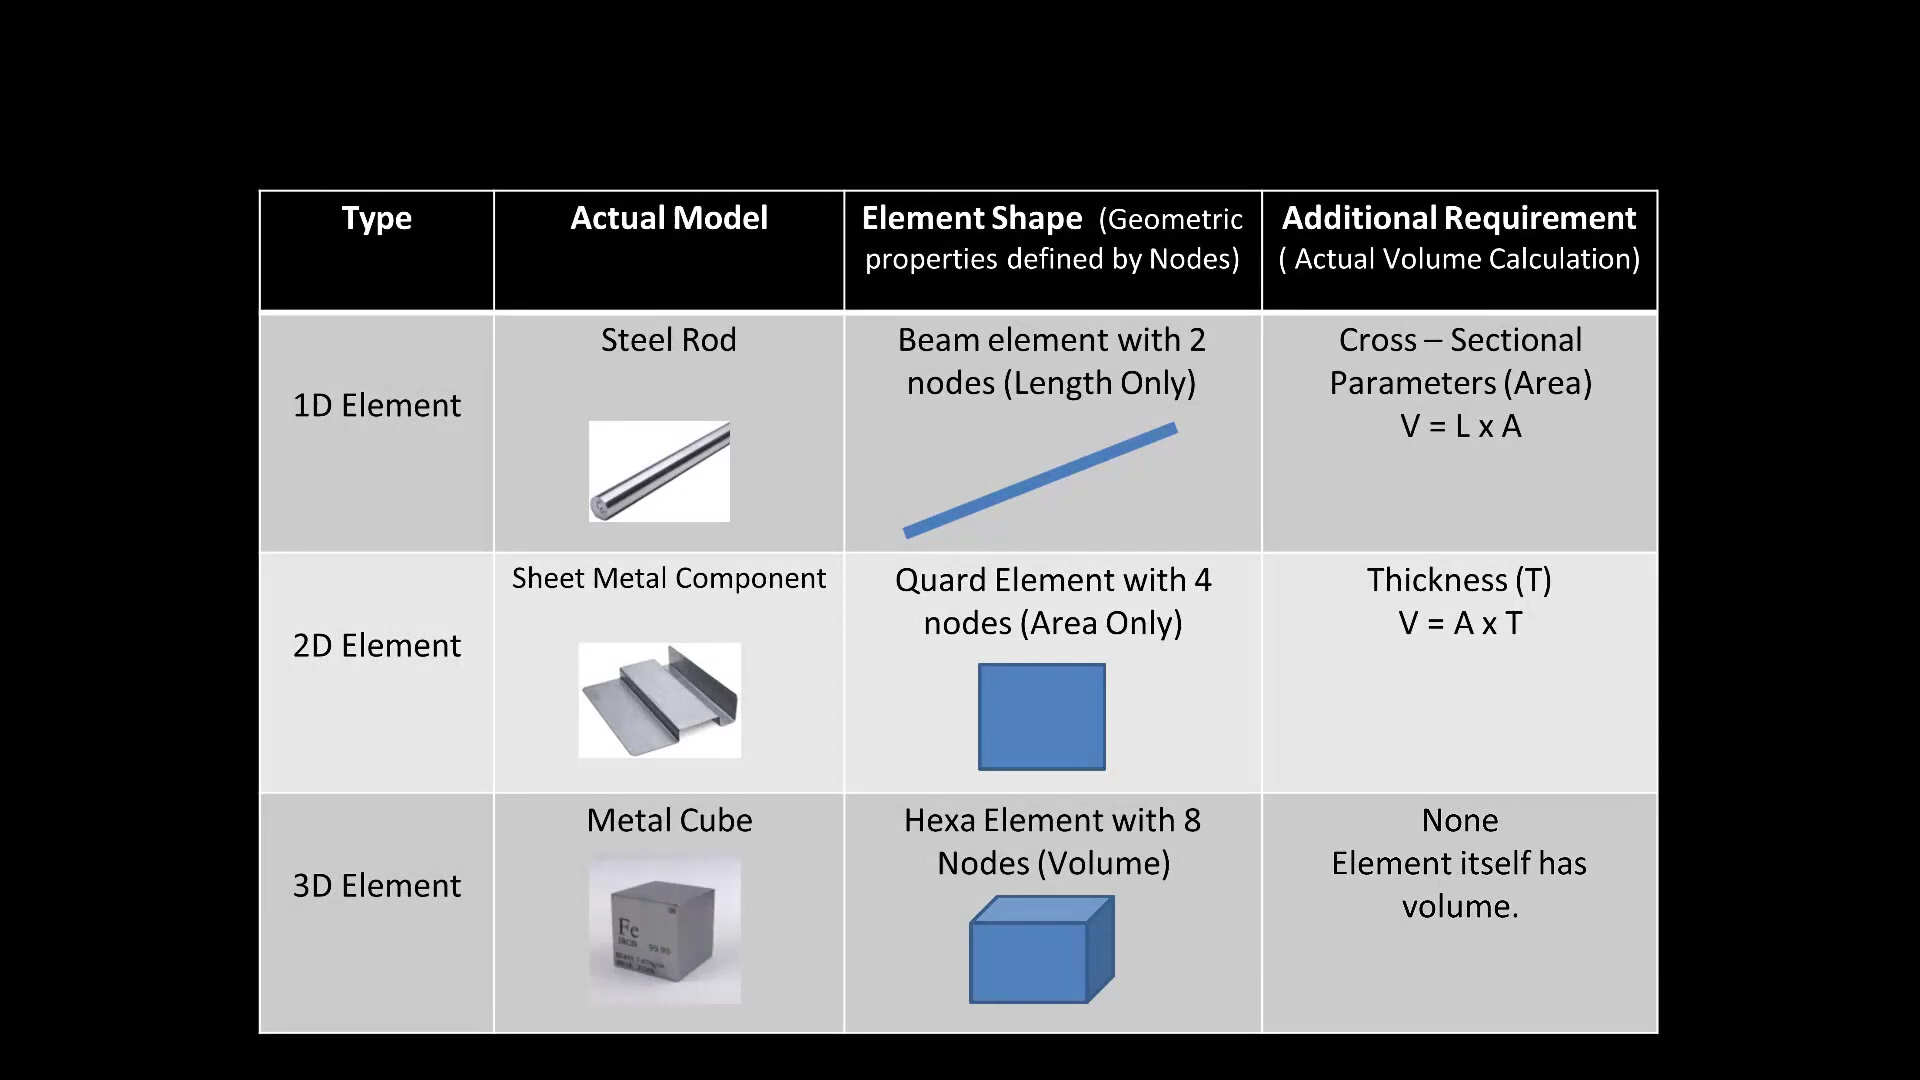 Type
Actual Model
Element Shape (Geometric
properties defined by Nodes)
Additional Requirement
( Actual Volume Calculation)
1D Element
Steel Rod
Beam element with 2
nodes (Length Only)
Cross – Sectional
Parameters (Area)
V = L x A
2D Element
Sheet Metal Component
Quard Element with 4
nodes (Area Only)
Thickness (T)
V = A x T
3D Element
Metal Cube
Fe
IRON 99.95
Hexa Element with 8
Nodes (Volume)
None
Element itself has
volume.